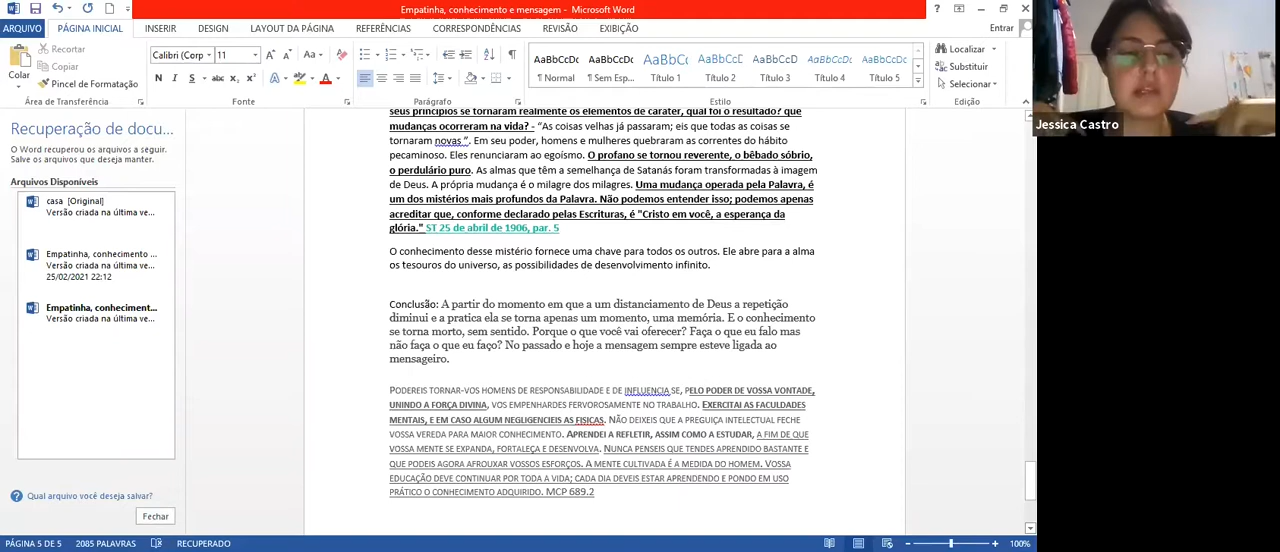 Empatinha, conhecimento e mensagem - Microsoft Word
Entrar
ARQUIVO PÁGINA INICIAL INSERIR DESIGN LAYOUT DA PÁGINA REFERÊNCIAS CORRESPONDÊNCIAS REVISÃO EXIBIÇÃO
Colar
Recortar
Copiar
Pincel de Formatação
Área de Transferência
Calibri (Corp 11
Fonte
Parágrafo
AaBbCcDc AaBbCcDc AaBbCc AaBbCcD AaBbCcD AaBbCcDc AaBbCcDc
¶ Normal ¶ Sem Esp... Título 1 Título 2 Título 3 Título 4 Título 5
Estilo
Localizar
Substituir
Selecionar
Edição
Jessica Castro
Recuperação de docu...
O Word recuperou os arquivos a seguir.
Salve os arquivos que deseja manter.
Arquivos Disponíveis
casa [Original]
Versão criada na última ve...
Empatinha, conhecimento ...
Versão criada na última ve...
25/02/2021 22:12
Empatinha, conheciment...
Versão criada na última ve...
Qual arquivo você deseja salvar?
Fechar
seus princípios se tornaram realmente os elementos de caráter, qual foi o resultado? que
mudanças ocorreram na vida? - “As coisas velhas já passaram; eis que todas as coisas se
tornaram novas ”. Em seu poder, homens e mulheres quebraram as correntes do hábito
pecaminoso. Eles renunciaram ao egoísmo. O profano se tornou reverente, o bêbado sóbrio,
o perdulário puro. As almas que têm a semelhança de Satanás foram transformadas à imagem
de Deus. A própria mudança é o milagre dos milagres. Uma mudança operada pela Palavra, é
um dos mistérios mais profundos da Palavra. Não podemos entender isso; podemos apenas
acreditar que, conforme declarado pelas Escrituras, é "Cristo em você, a esperança da
glória." ST 25 de abril de 1906, par. 5
O conhecimento desse mistério fornece uma chave para todos os outros. Ele abre para a alma
os tesouros do universo, as possibilidades de desenvolvimento infinito.
Conclusão: A partir do momento em que a um distanciamento de Deus a repetição
diminui e a pratica ela se torna apenas um momento, uma memória. E o conhecimento
se torna morto, sem sentido. Porque o que você vai oferecer? Faça o que eu falo mas
não faça o que eu faço? No passado e hoje a mensagem sempre esteve ligada ao
mensageiro.
PODEREIS TORNAR-VOS HOMENS DE RESPONSABILIDADE E DE INFLUENCIA SE, PELO PODER DE VOSSA VONTADE,
UNINDO A FORÇA DIVINA, VOS EMPENHARDES FERVOROSAMENTE NO TRABALHO. EXERCITAI AS FACULDADES
MENTAIS, E EM CASO ALGUM NEGLIGENCIEIS AS FISICAS. NÃO DEIXEIS QUE A PREGUIÇA INTELECTUAL FECHE
VOSSA VEREDA PARA MAIOR CONHECIMENTO. APRENDEI A REFLETIR, ASSIM COMO A ESTUDAR, A FIM DE QUE
VOSSA MENTE SE EXPANDA, FORTALEÇA E DESENVOLVA. NUNCA PENSEIS QUE TENDES APRENDIDO BASTANTE E
QUE PODEIS AGORA AFROUXAR VOSSOS ESFORÇOS. A MENTE CULTIVADA É A MEDIDA DO HOMEM. VOSSA
EDUCAÇÃO DEVE CONTINUAR POR TODA A VIDA; CADA DIA DEVEIS ESTAR APRENDENDO E PONDO EM USO
PRÁTICO O CONHECIMENTO ADQUIRIDO. MCP 689.2
PÁGINA 5 DE 5 2085 PALAVRAS RECUPERADO 100%